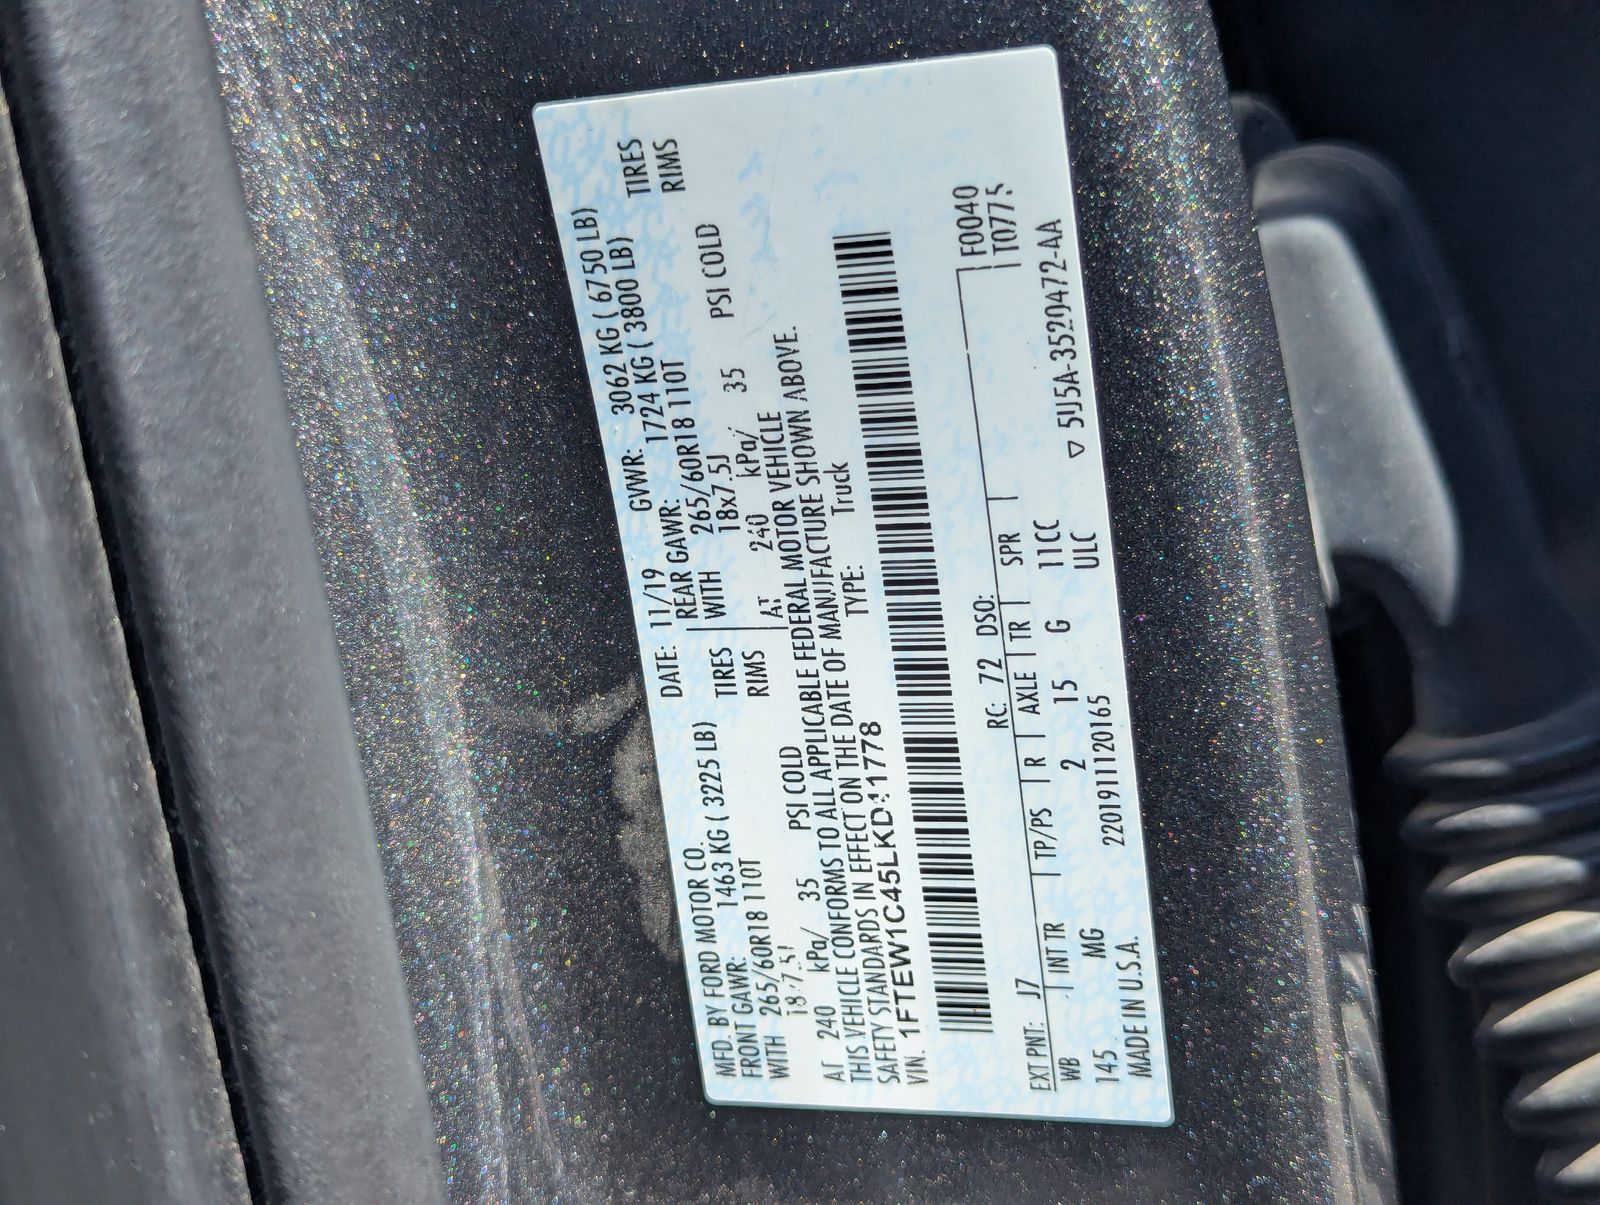 MFD. BY FORD MOTOR CO.
DATE: 11/19 GVWR: 3062 KG ( 6750 LB)
FRONT GAWR: 1463 KG ( 3225 LB)
REAR GAWR: 1724 KG ( 3800 LB)
WITH 265/60R18 110T TIRES
WITH 265/60R18 110T TIRES
RIMS
18x7.5J RIMS
AT 240 kPa/ 35 PSI COLD
AT 240 kPa/ 35 PSI COLD
THIS VEHICLE CONFORMS TO ALL APPLICABLE FEDERAL MOTOR VEHICLE
SAFETY STANDARDS IN EFFECT ON THE DATE OF MANUFACTURE SHOWN ABOVE.
VIN: TYPE: Truck
F0040
T0775
EXT PNT: J7 RC: 72 DSO:
WB INT TR TP/PS R AXLE TR SPR
145 MG 2 15 G 11CC
ULC
MADE IN U.S.A. 220191112016S ▽ 5U5A-3520472-AA